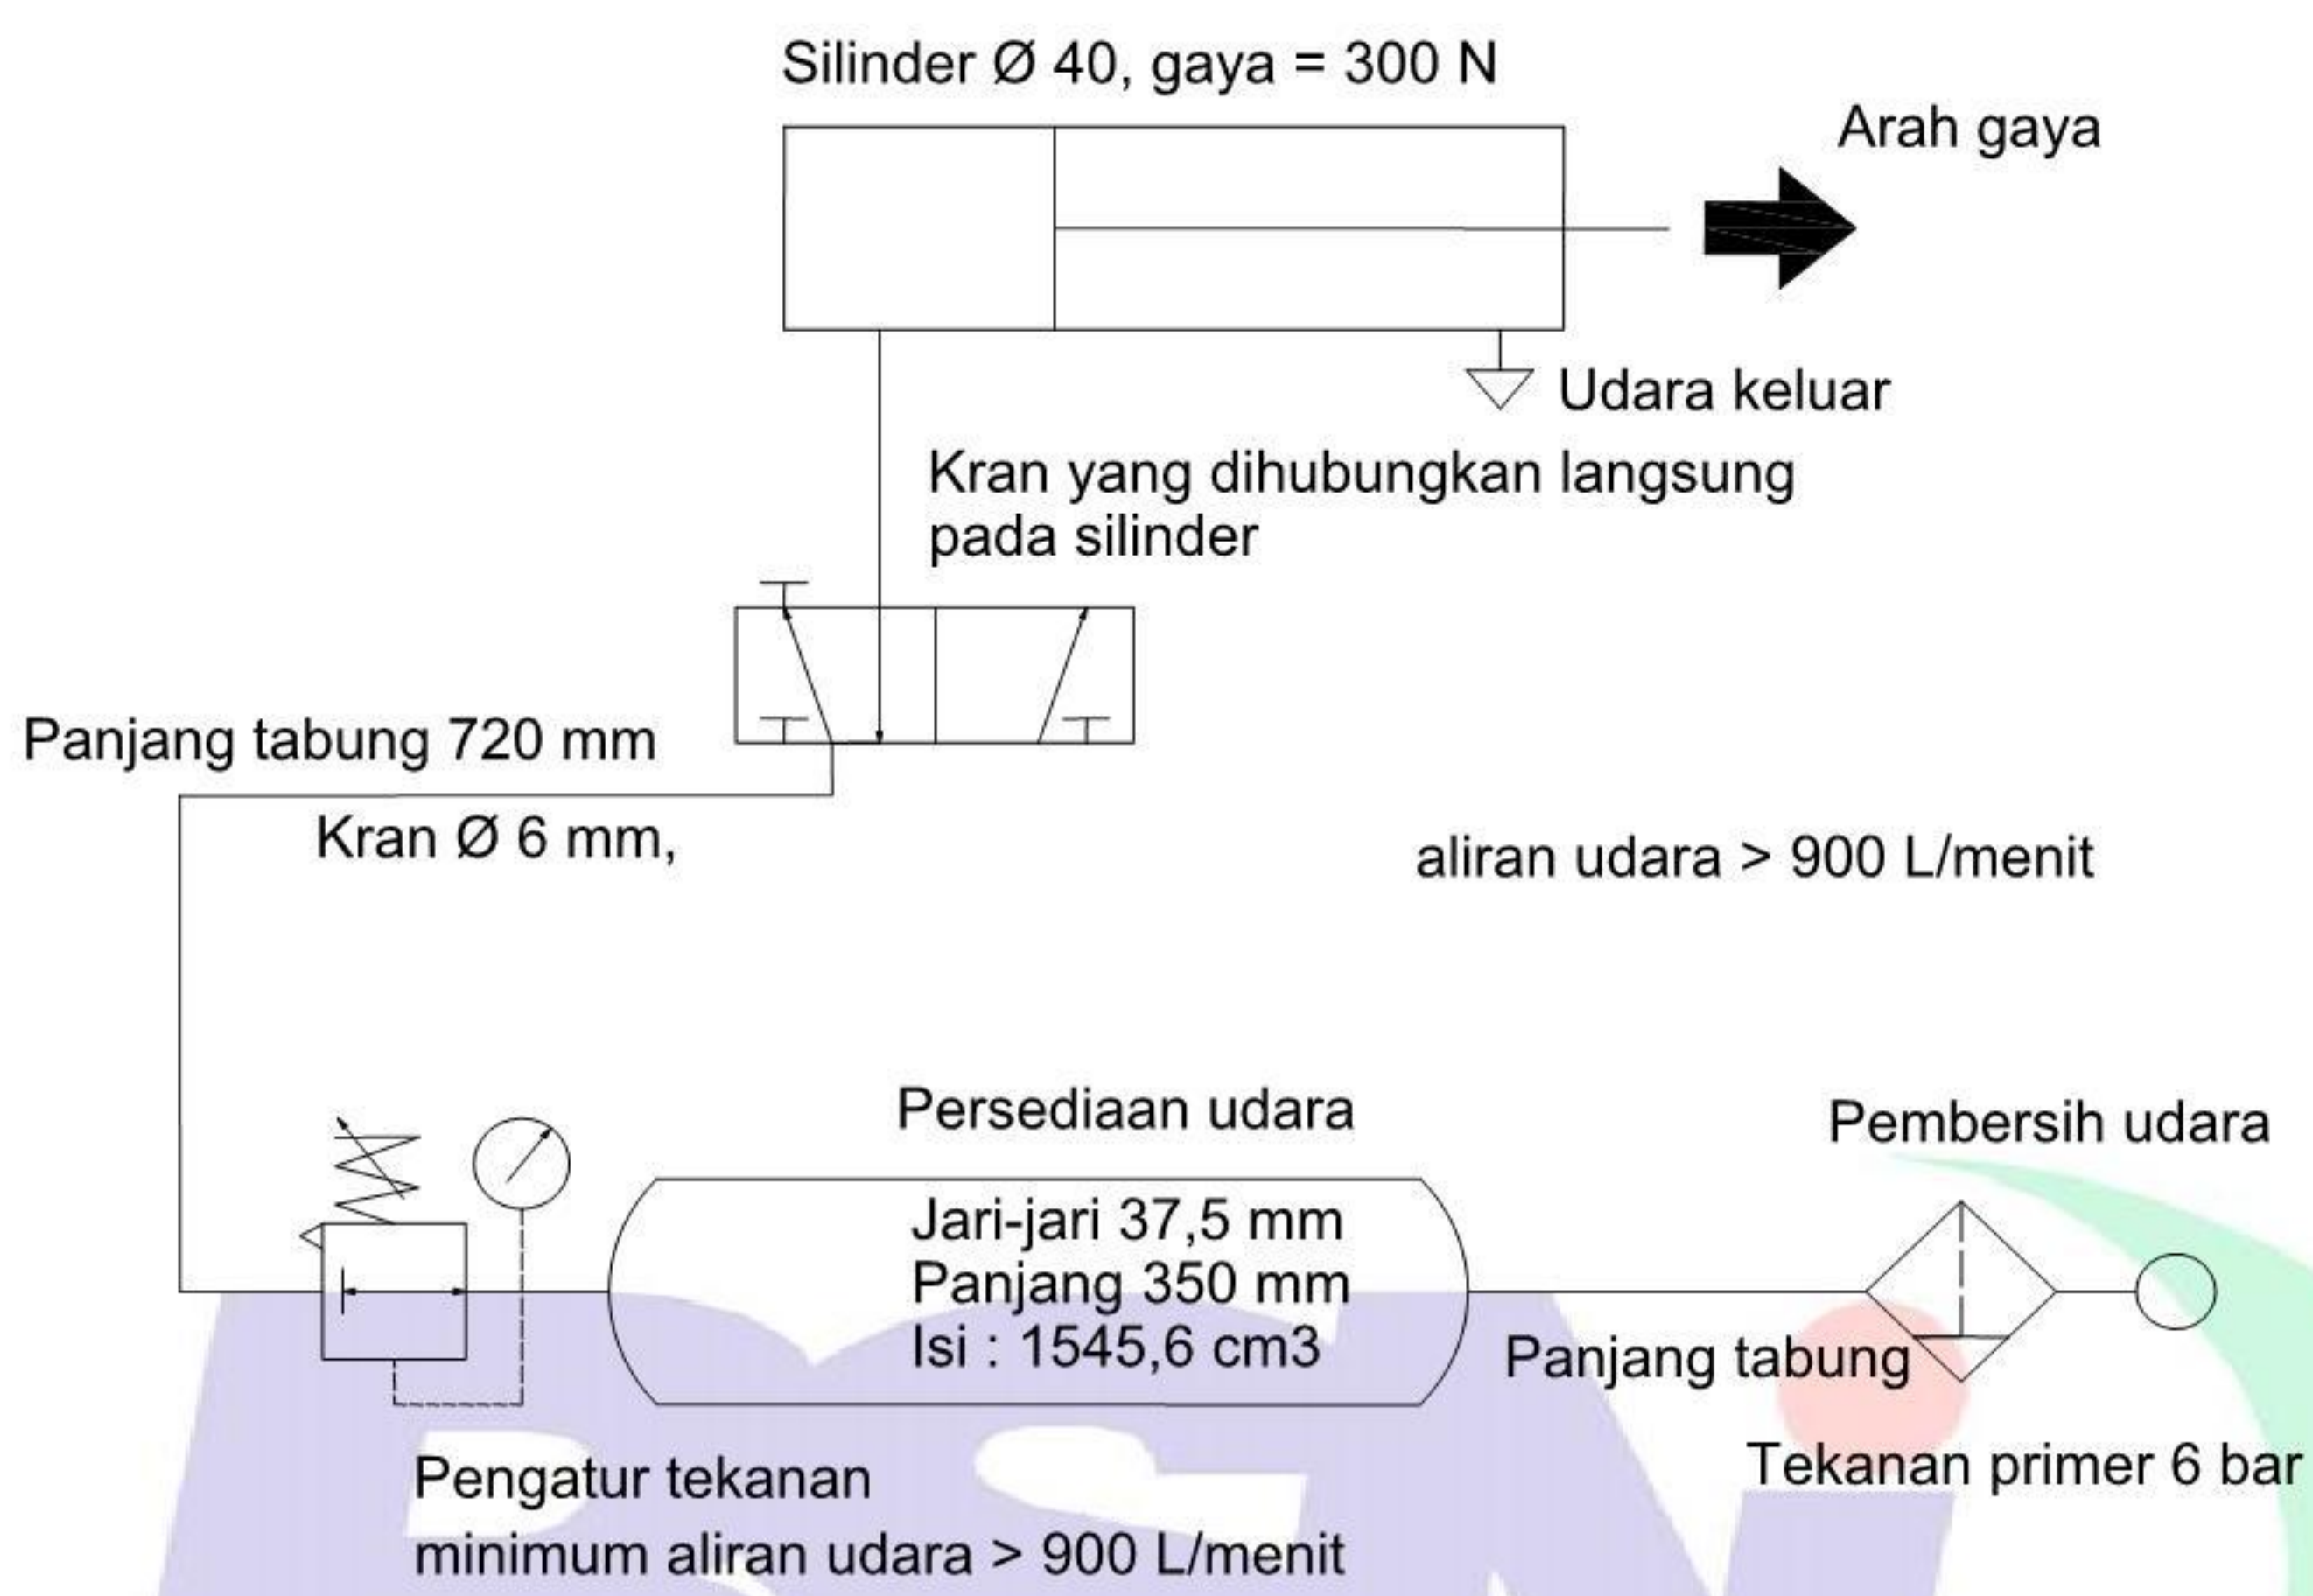 Silinder Ø 40, gaya = 300 N
Arah gaya
Udara keluar
Kran yang dihubungkan langsung
pada silinder
Panjang tabung 720 mm
Kran Ø 6 mm,
aliran udara > 900 L/menit
Persediaan udara
Pembersih udara
Jari-jari 37,5 mm
Panjang 350 mm
Isi : 1545,6 cm3
Panjang tabung
Tekanan primer 6 bar
Pengatur tekanan
minimum aliran udara > 900 L/menit